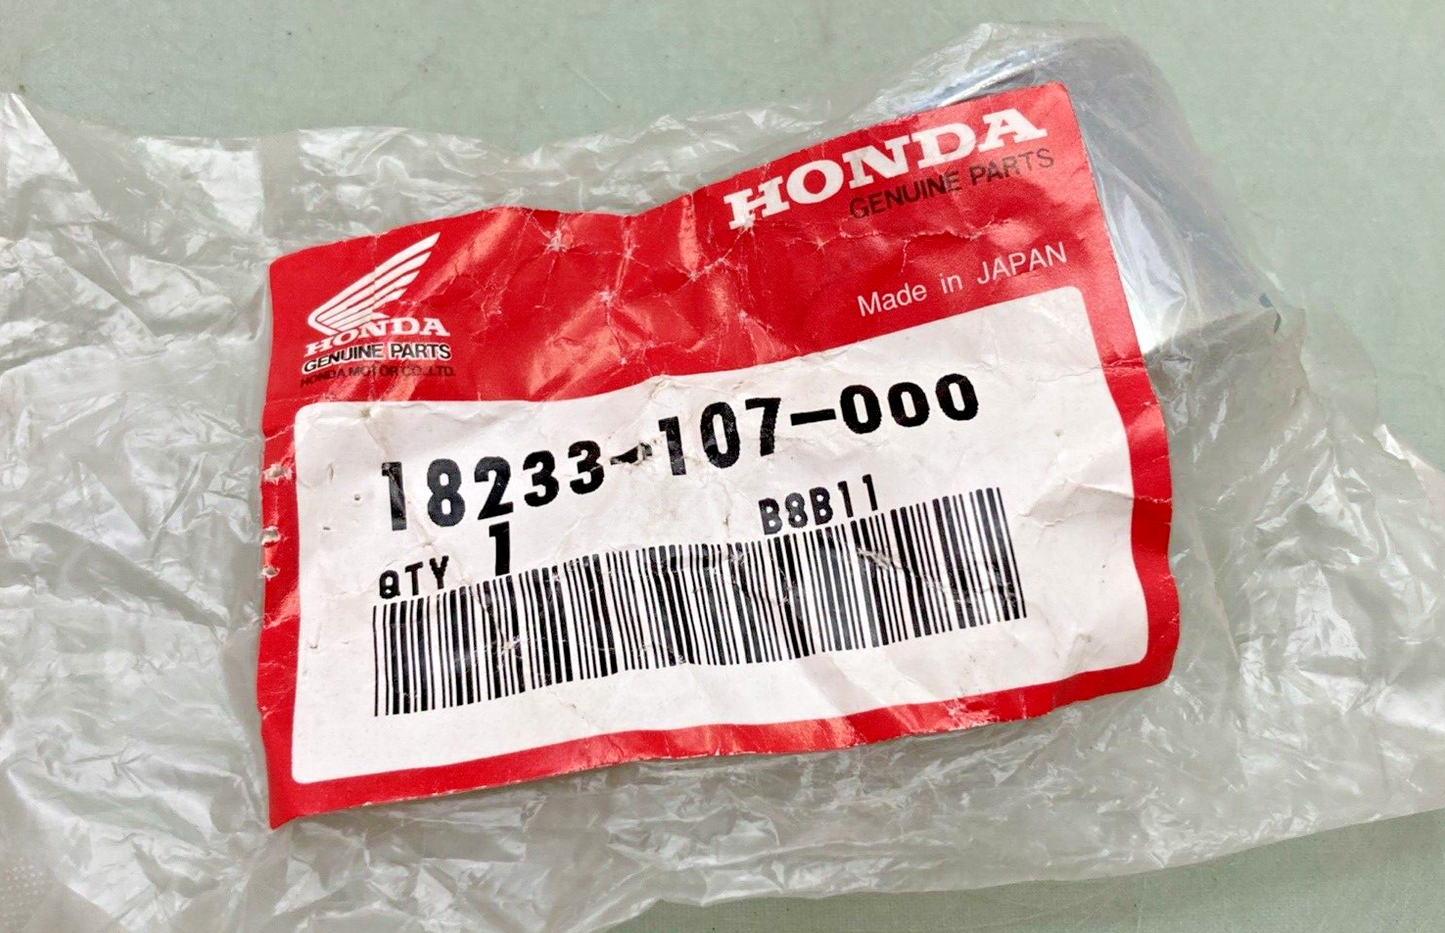 HONDA
GENUINE PARTS
Made in JAPAN
HONDA
GENUINE PARTS
HONDA MOTOR CO.,LTD.
18233-107-000
QTY 1 B8B11